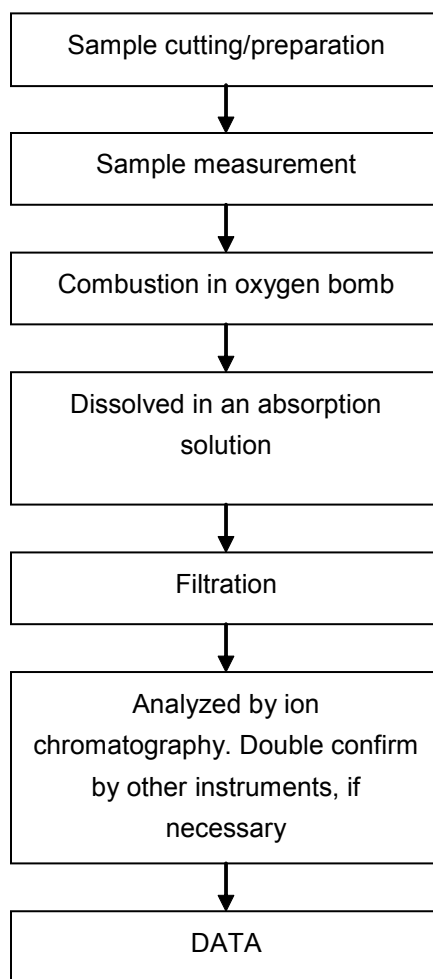 Sample cutting/preparation
Sample measurement
Combustion in oxygen bomb
Dissolved in an absorption
solution
Filtration
Analyzed by ion
chromatography. Double confirm
by other instruments, if
necessary
DATA